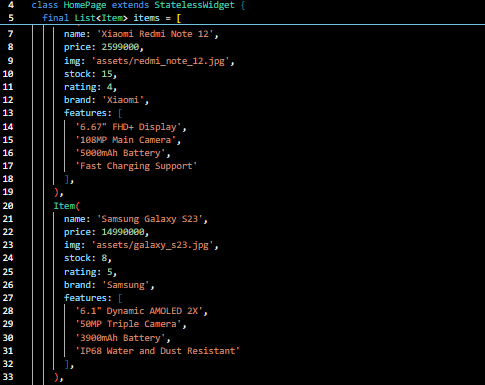 4 class HomePage extends StatelessWidget {
5   final List<Item> items = [
7       name: 'Xiaomi Redmi Note 12',
8       price: 2599000,
9       img: 'assets/redmi_note_12.jpg',
10       stock: 15,
11       rating: 4,
12       brand: 'Xiaomi',
13       features: [
14         '6.67" FHD+ Display',
15         '108MP Main Camera',
16         '5000mAh Battery',
17         'Fast Charging Support'
18       ],
19     ),
20     Item(
21       name: 'Samsung Galaxy S23',
22       price: 14990000,
23       img: 'assets/galaxy_s23.jpg',
24       stock: 8,
25       rating: 5,
26       brand: 'Samsung',
27       features: [
28         '6.1" Dynamic AMOLED 2X',
29         '50MP Triple Camera',
30         '3900mAh Battery',
31         'IP68 Water and Dust Resistant'
32       ],
33     ),